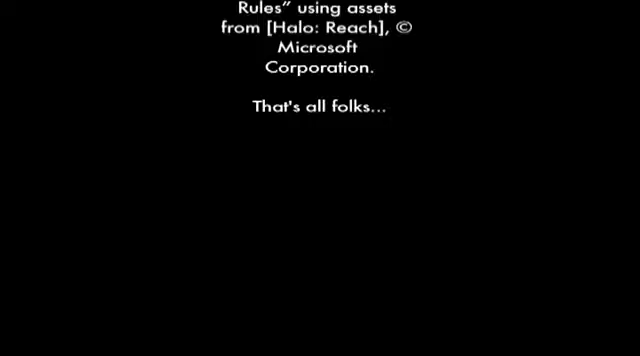 Rules” using assets
from [Halo: Reach], ©
Microsoft
Corporation.
That's all folks...